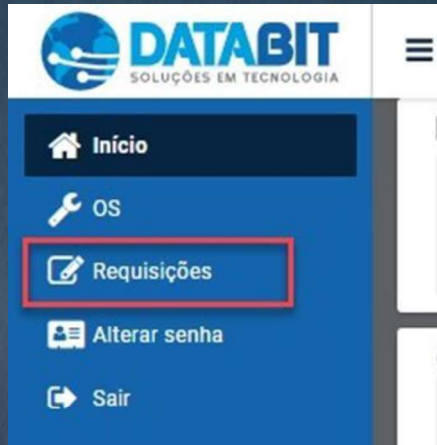 DATABIT
SOLUÇÕES EM TECNOLOGIA
Início
OS
Requisições
Alterar senha
Sair